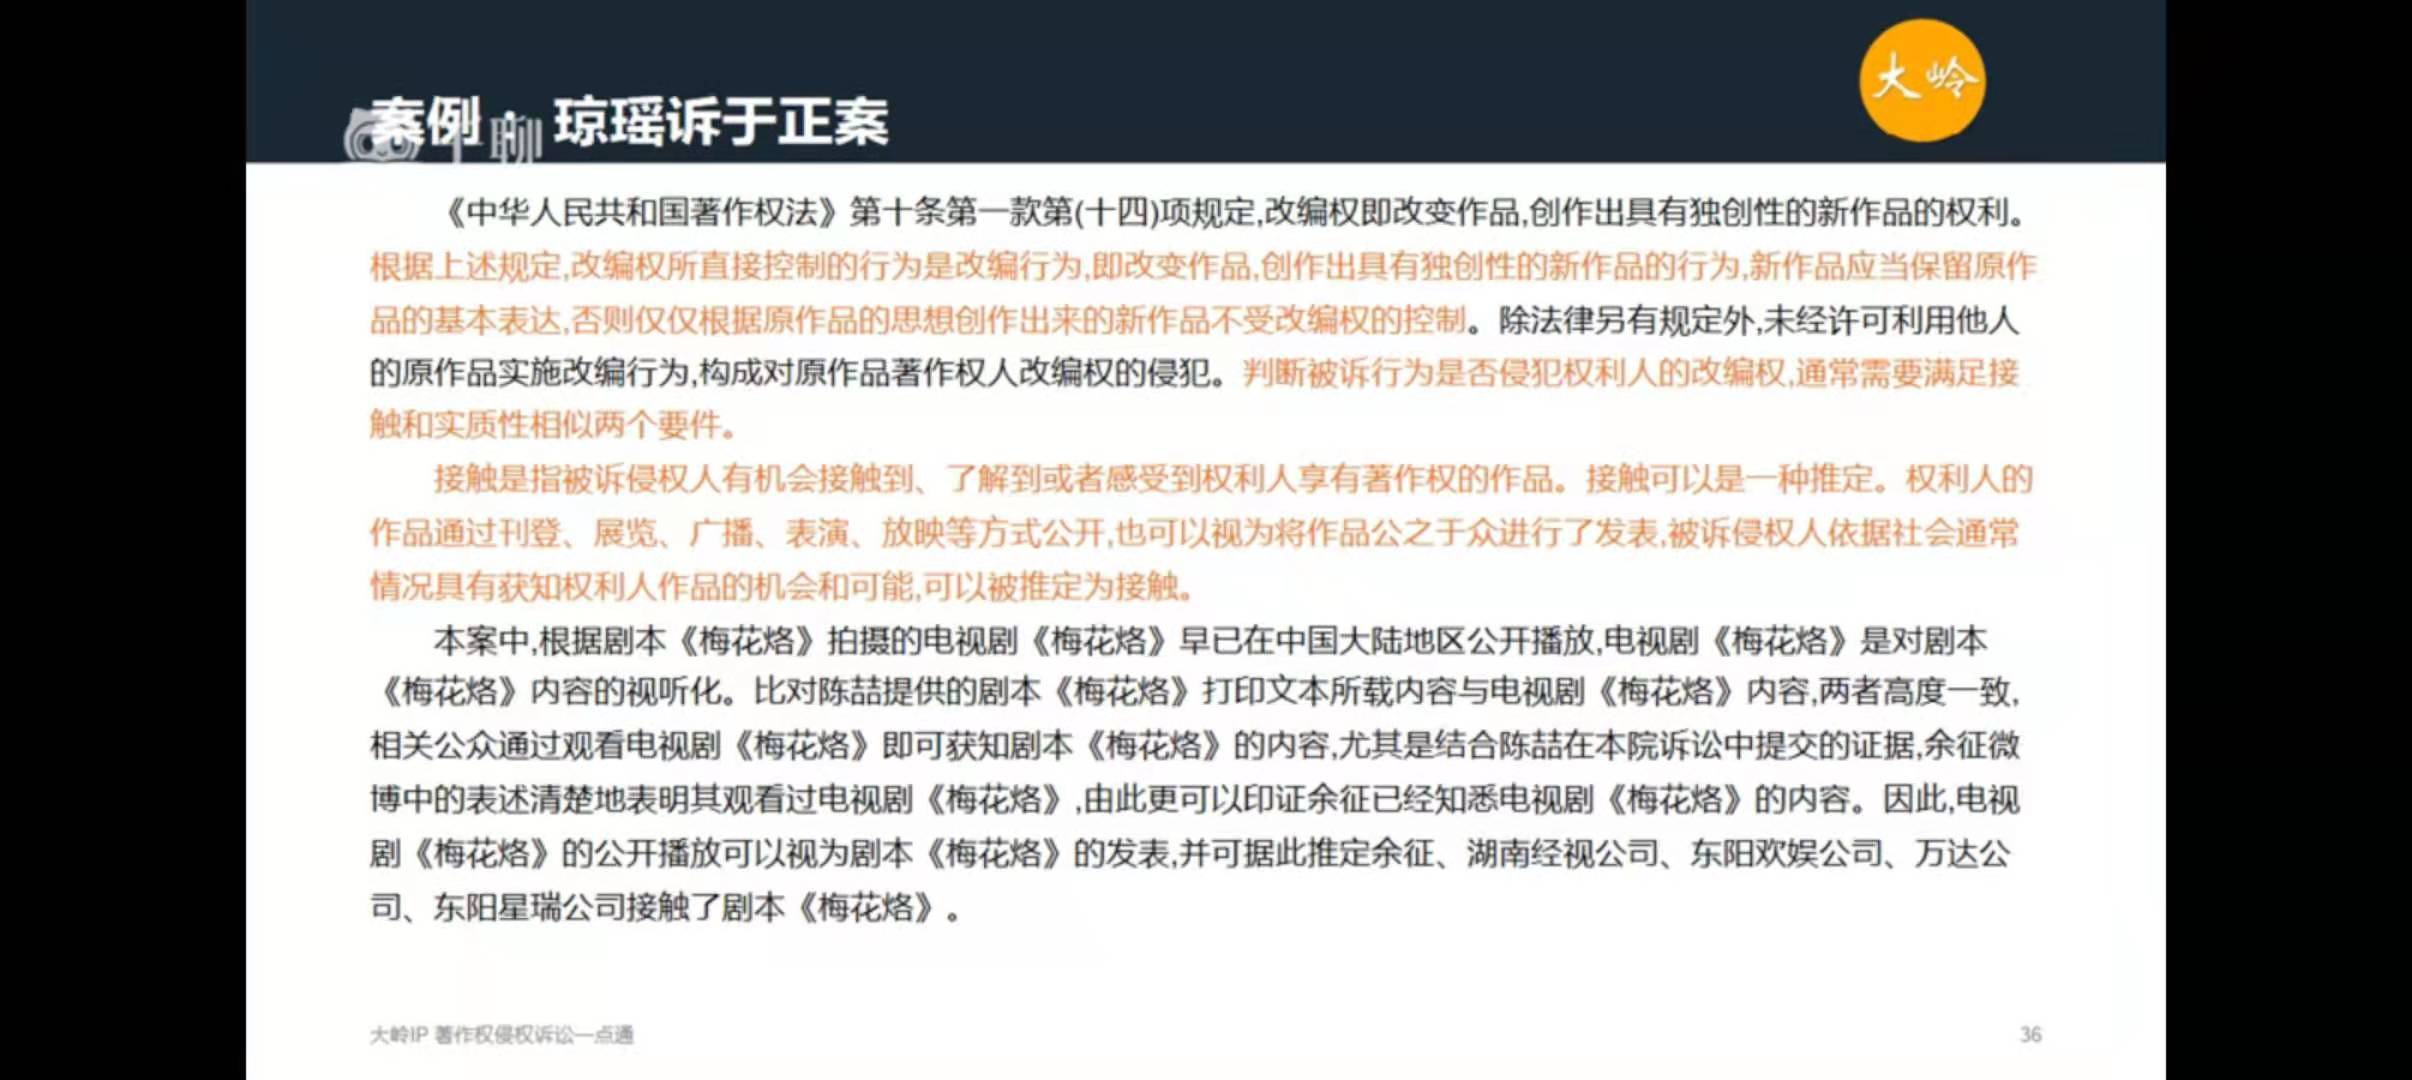 大岭
案例：琼瑶诉于正案
千聊
《中华人民共和国著作权法》第十条第一款第(十四)项规定,改编权即改变作品,创作出具有独创性的新作品的权利。
根据上述规定,改编权所直接控制的行为是改编行为,即改变作品,创作出具有独创性的新作品的行为,新作品应当保留原作
品的基本表达,否则仅仅根据原作品的思想创作出来的新作品不受改编权的控制。除法律另有规定外,未经许可利用他人
的原作品实施改编行为,构成对原作品著作权人改编权的侵犯。判断被诉行为是否侵犯权利人的改编权,通常需要满足接
触和实质性相似两个要件。
接触是指被诉侵权人有机会接触到、了解到或者感受到权利人享有著作权的作品。接触可以是一种推定。权利人的
作品通过刊登、展览、广播、表演、放映等方式公开,也可以视为将作品公之于众进行了发表,被诉侵权人依据社会通常
情况具有获知权利人作品的机会和可能,可以被推定为接触。
本案中,根据剧本《梅花烙》拍摄的电视剧《梅花烙》早已在中国大陆地区公开播放,电视剧《梅花烙》是对剧本
《梅花烙》内容的视听化。比对陈喆提供的剧本《梅花烙》打印文本所载内容与电视剧《梅花烙》内容,两者高度一致,
相关公众通过观看电视剧《梅花烙》即可获知剧本《梅花烙》的内容,尤其是结合陈喆在本院诉讼中提交的证据,余征微
博中的表述清楚地表明其观看过电视剧《梅花烙》,由此更可以印证余征已经知悉电视剧《梅花烙》的内容。因此,电视
剧《梅花烙》的公开播放可以视为剧本《梅花烙》的发表,并可据此推定余征、湖南经视公司、东阳欢娱公司、万达公
司、东阳星瑞公司接触了剧本《梅花烙》。
大岭IP 著作权侵权诉讼一点通
36